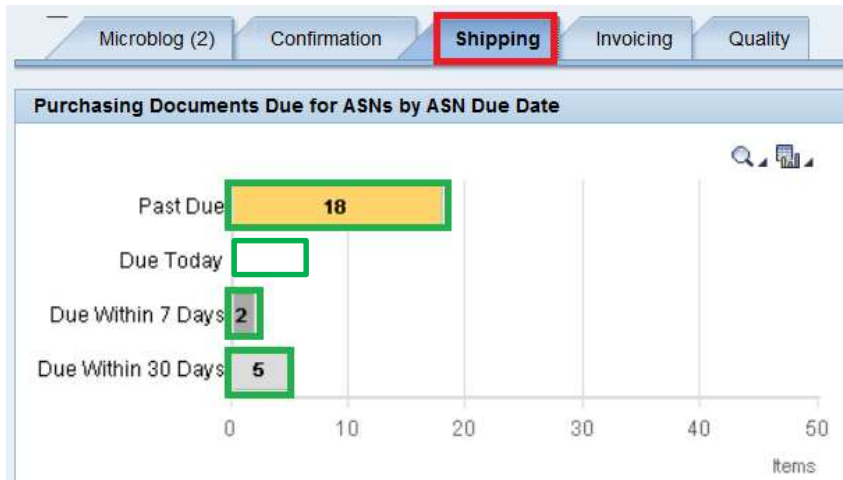 Microblog (2) Confirmation Shipping Invoicing Quality
Purchasing Documents Due for ASNs by ASN Due Date
Past Due 18
Due Today
Due Within 7 Days 2
Due Within 30 Days 5
0 10 20 30 40 50
Items